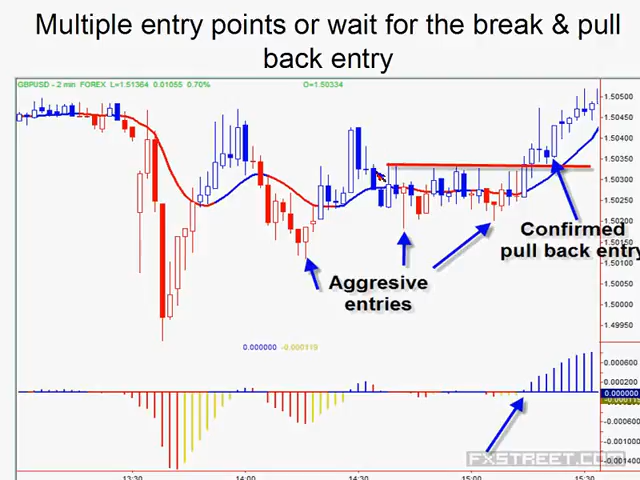 Multiple entry points or wait for the break & pull
back entry
GBPUSD - 2 min FOREX L=1.51364 0.01055 0.70% O=1.50334
1.50500
1.50450
1.50400
1.50350
1.50300
1.50250
1.50200
1.50150
1.50100
1.50050
1.50000
1.49950
Confirmed
pull back entry
Aggresive
entries
0.000000 -0.000119
0.000600
0.000200
0.000000
-0.000600
-0.001000
-0.001400
FXSTREET.COM
13:30 14:00 14:30 15:00 15:30